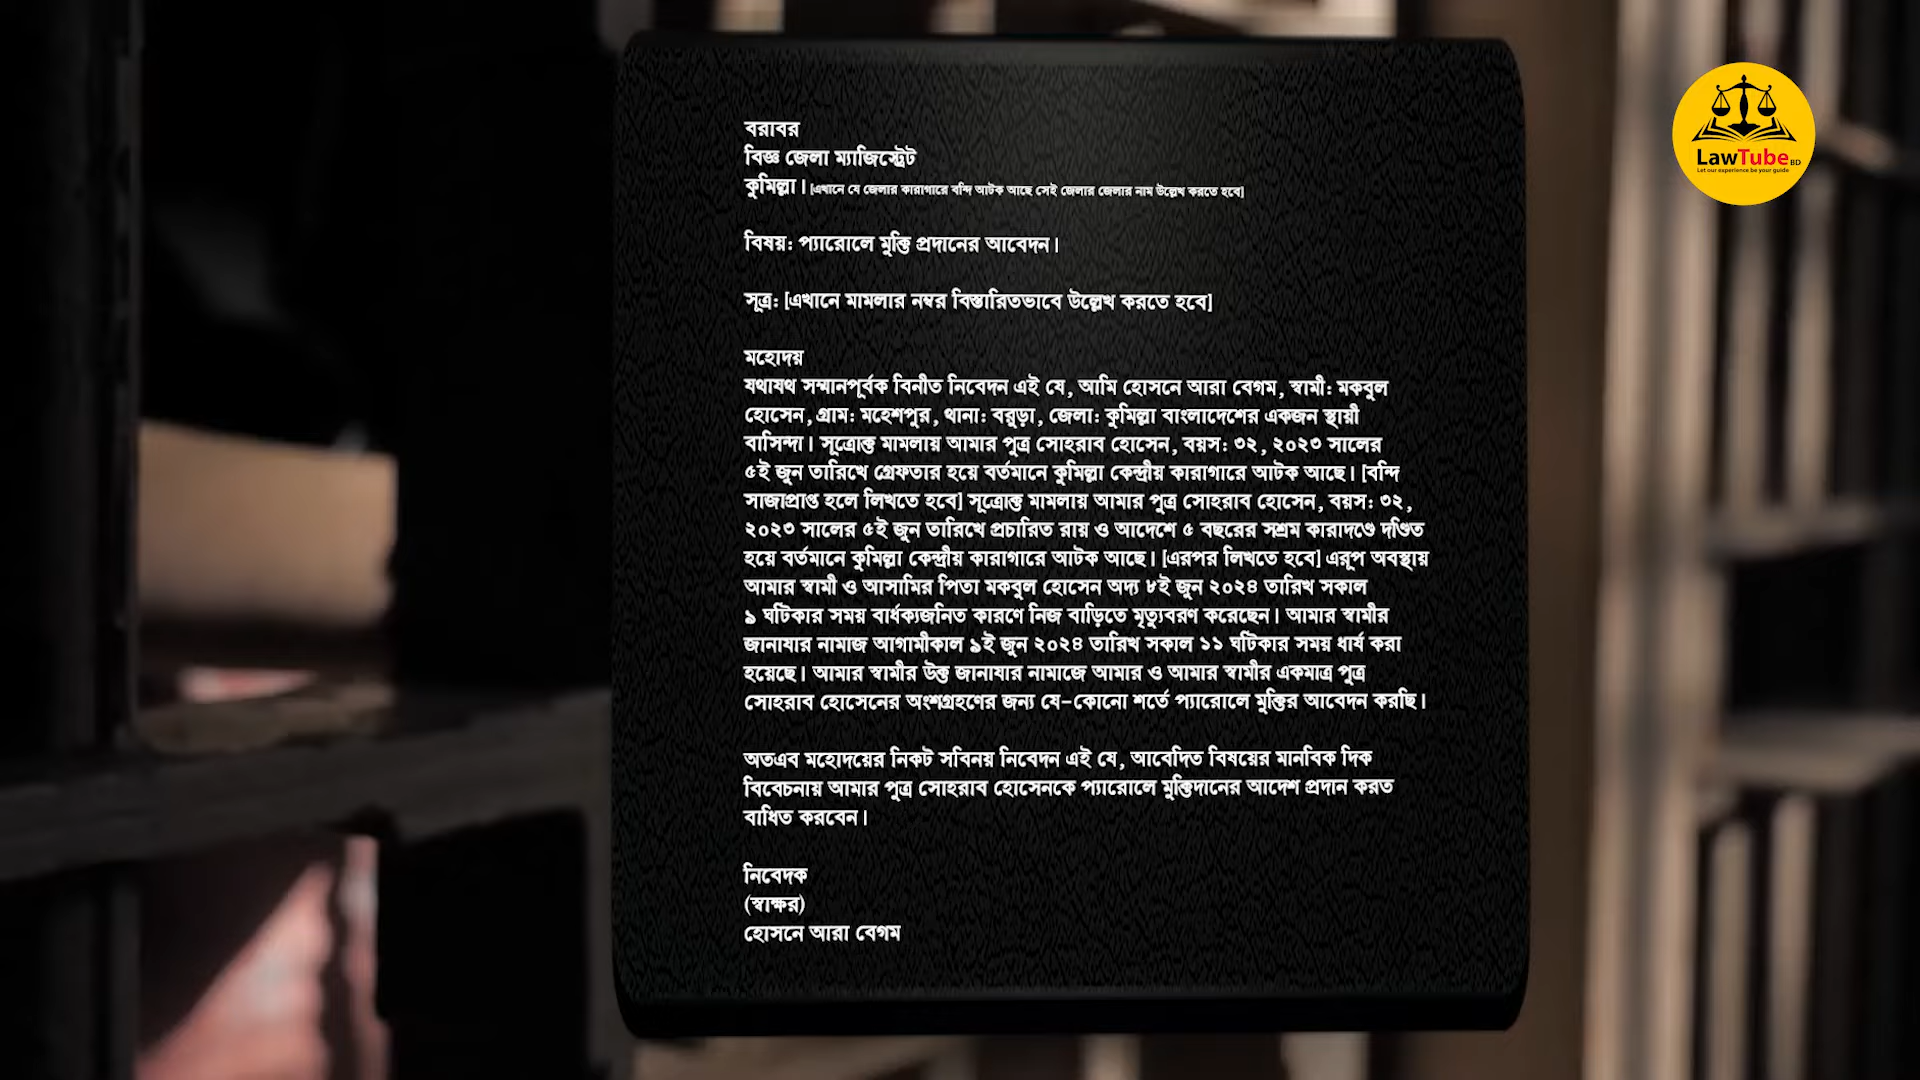 বরাবর
বিজ্ঞ জেলা ম্যাজিস্ট্রেট
কুমিল্লা। [এখানে যে জেলার কারাগারে বন্দি আটক আছে সেই জেলার জেলার নাম উল্লেখ করতে হবে]
বিষয়: প্যারোলে মুক্তি প্রদানের আবেদন।
সূত্র: [এখানে মামলার নম্বর বিস্তারিতভাবে উল্লেখ করতে হবে]
মহোদয়
যথাযথ সম্মানপূর্বক বিনীত নিবেদন এই যে, আমি হোসনে আরা বেগম, স্বামী: মকবুল
হোসেন, গ্রাম: মহেশপুর, থানা: বরুড়া, জেলা: কুমিল্লা বাংলাদেশের একজন স্থায়ী
বাসিন্দা। সূত্রোক্ত মামলায় আমার পুত্র সোহরাব হোসেন, বয়স: ৩২, ২০২৩ সালের
৫ই জুন তারিখে গ্রেফতার হয়ে বর্তমানে কুমিল্লা কেন্দ্রীয় কারাগারে আটক আছে। [বন্দি
সাজাপ্রাপ্ত হলে লিখতে হবে] সূত্রোক্ত মামলায় আমার পুত্র সোহরাব হোসেন, বয়স: ৩২,
২০২৩ সালের ৫ই জুন তারিখে প্রচারিত রায় ও আদেশে ৫ বছরের সশ্রম কারাদণ্ডে দণ্ডিত
হয়ে বর্তমানে কুমিল্লা কেন্দ্রীয় কারাগারে আটক আছে। [এরপর লিখতে হবে] এরূপ অবস্থায়
আমার স্বামী ও আসামির পিতা মকবুল হোসেন অদ্য ৮ই জুন ২০২৪ তারিখ সকাল
৯ ঘটিকার সময় বার্ধক্যজনিত কারণে নিজ বাড়িতে মৃত্যুবরণ করেছেন। আমার স্বামীর
জানাযার নামাজ আগামীকাল ৯ই জুন ২০২৪ তারিখ সকাল ১১ ঘটিকার সময় ধার্য করা
হয়েছে। আমার স্বামীর উক্ত জানাযার নামাজে আমার ও আমার স্বামীর একমাত্র পুত্র
সোহরাব হোসেনের অংশগ্রহণের জন্য যে-কোনো শর্তে প্যারোলে মুক্তির আবেদন করছি।
অতএব মহোদয়ের নিকট সবিনয় নিবেদন এই যে, আবেদিত বিষয়ের মানবিক দিক
বিবেচনায় আমার পুত্র সোহরাব হোসেনকে প্যারোলে মুক্তিদানের আদেশ প্রদান করত
বাধিত করবেন।
নিবেদক
(স্বাক্ষর)
হোসনে আরা বেগম
LawTube BD
Let our experience be your guide